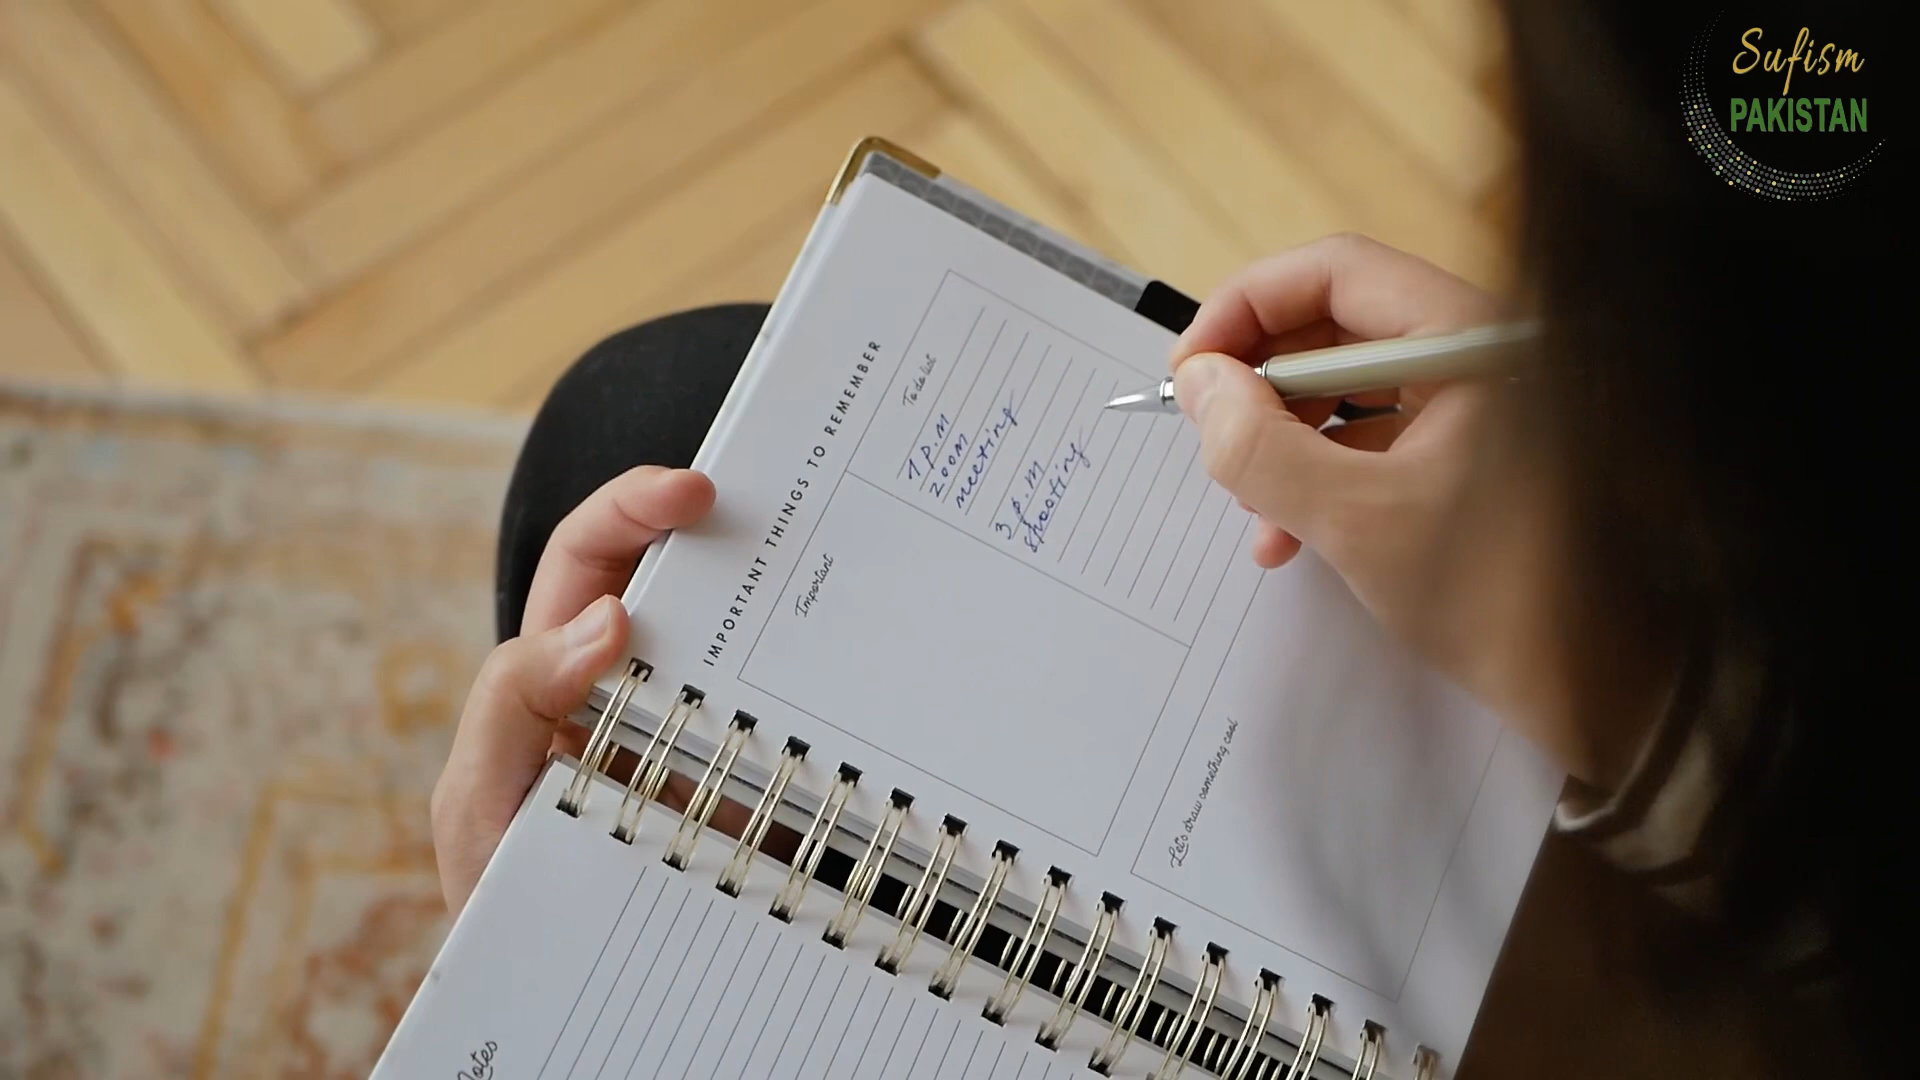 Sufism
PAKISTAN
IMPORTANT THINGS TO REMEMBER
To do list
1 p.m
zoom
meeting
3 p.m
shooting
Important
Let's draw something cool
Notes